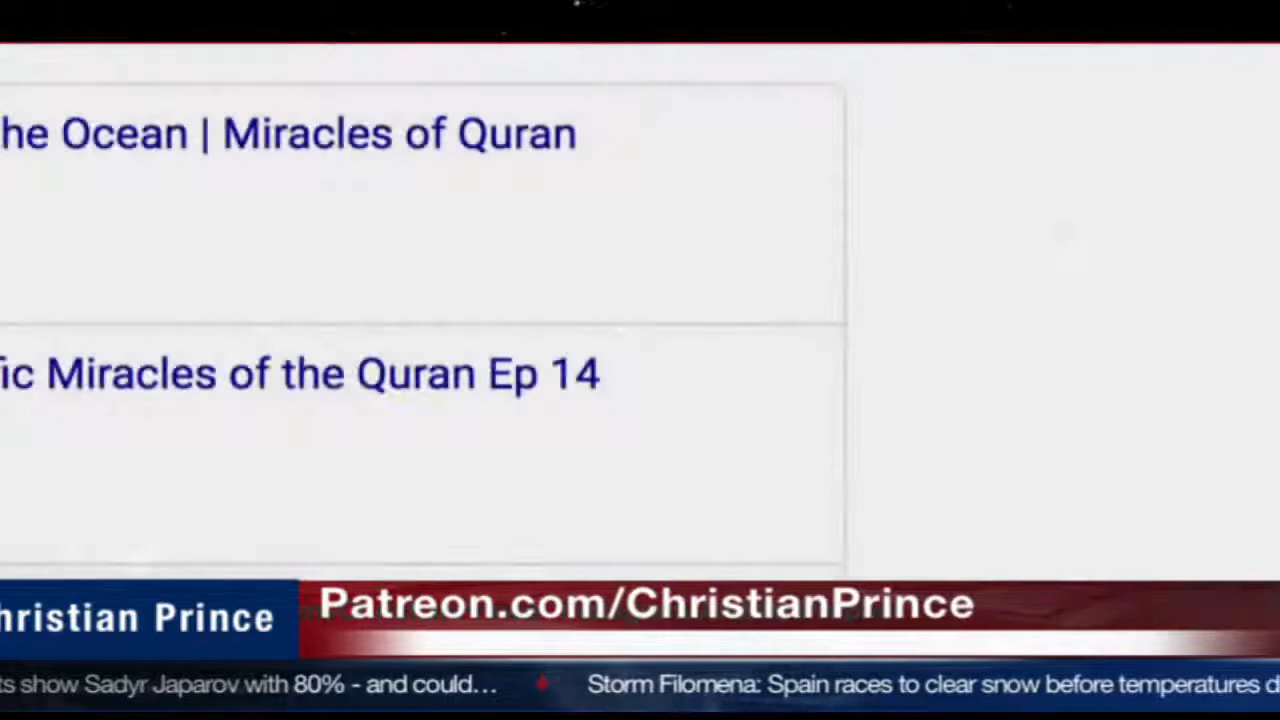 he Ocean | Miracles of Quran
fic Miracles of the Quran Ep 14
Patreon.com/ChristianPrince
hristian Prince
ts show Sadyr Japarov with 80% - and could... Storm Filomena: Spain races to clear snow before temperatures d